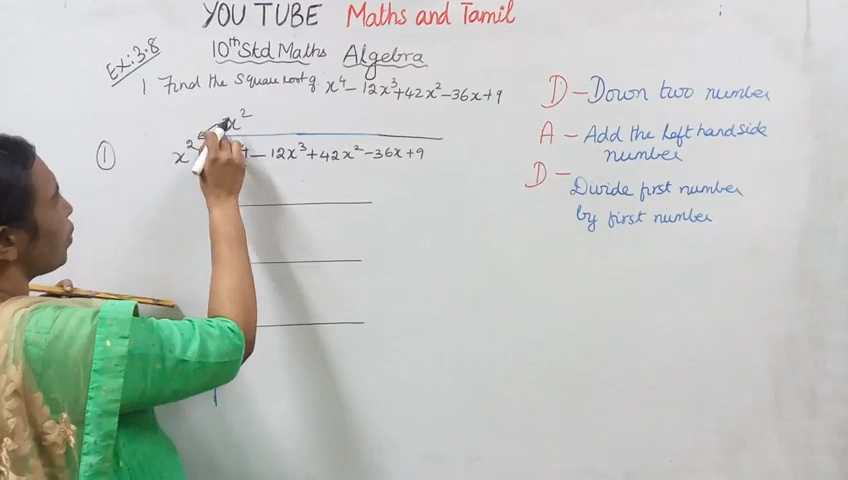 YOU TUBE Maths and Tamil
Ex: 3.8
10th Std Maths Algebra
1 Find the Square root of x⁴ - 12x³ + 42x² - 36x + 9
x²
① x² - 12x³ + 42x² - 36x + 9
D - Down two number
A - Add the left hand side
number
D - Divide first number
by first number